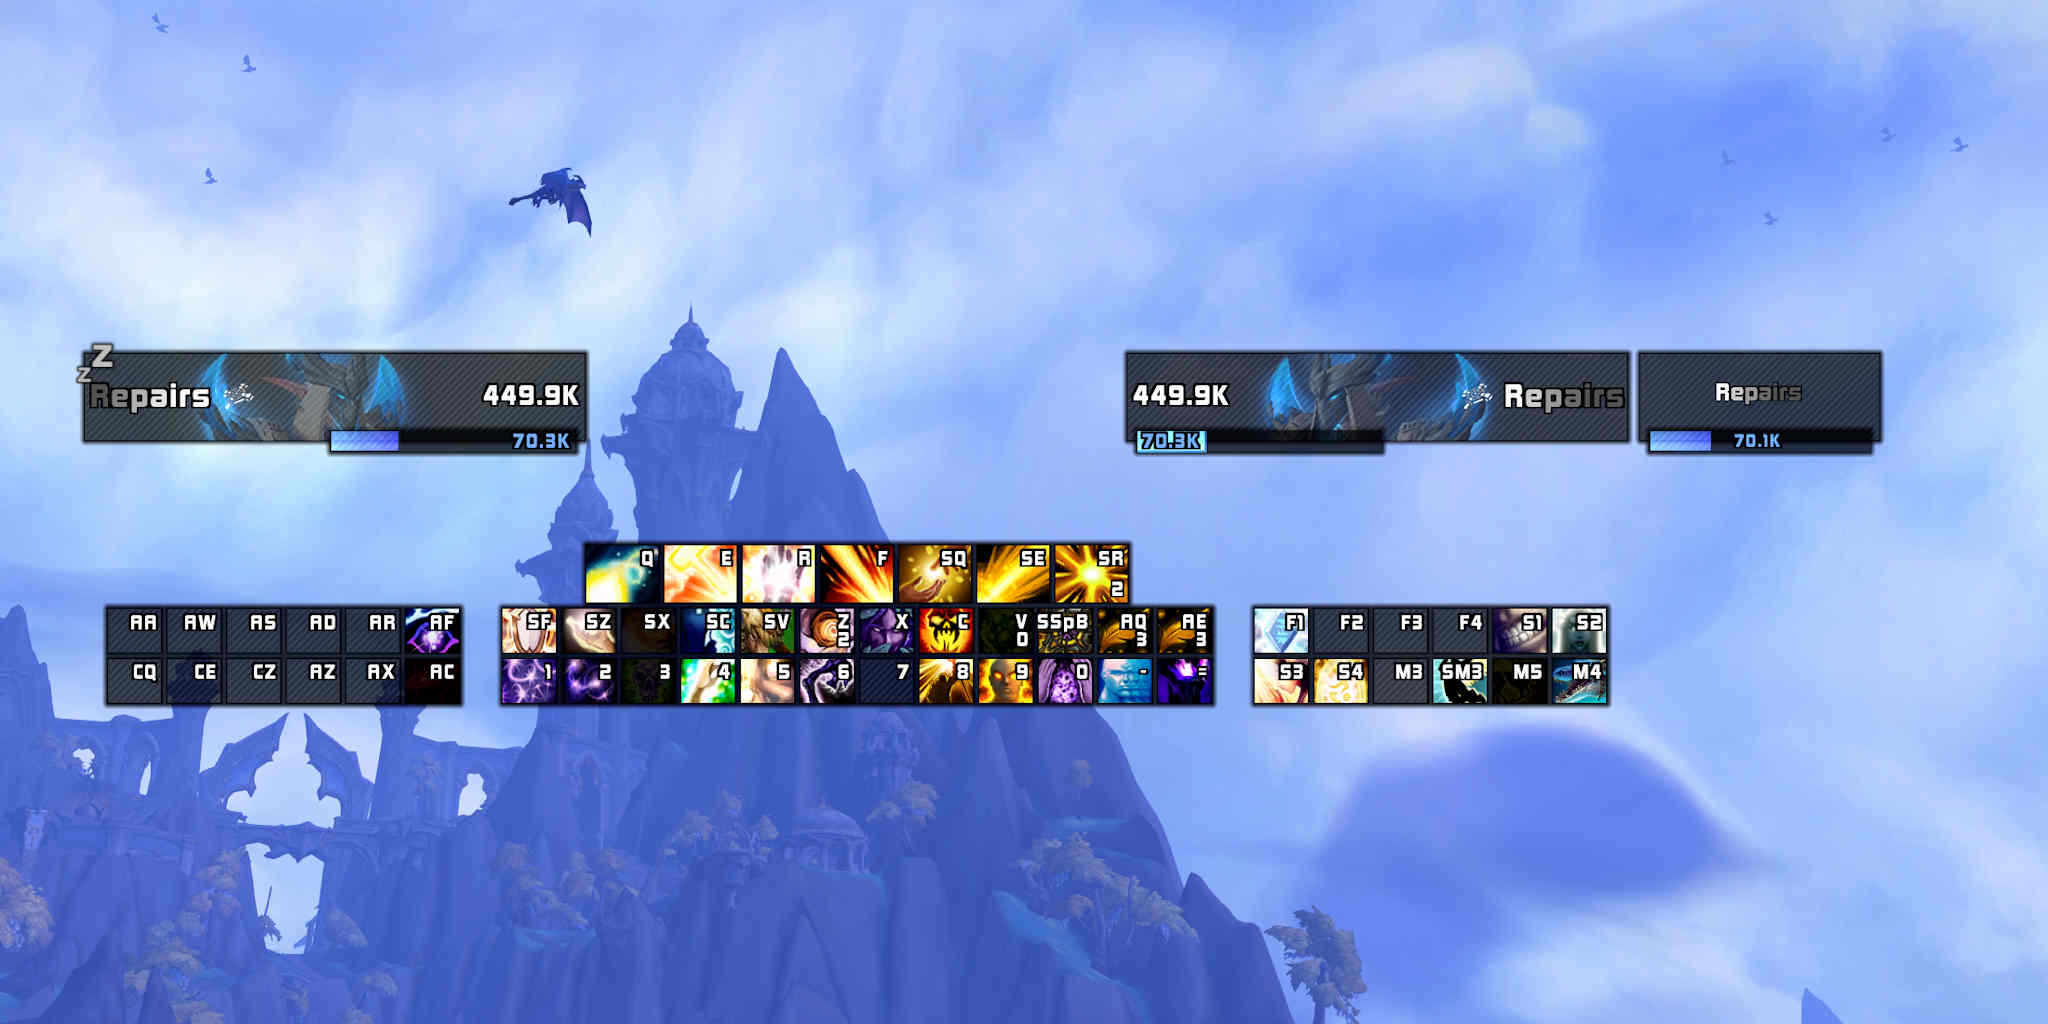 Z
Z
Repairs 449.9K
70.3K
449.9K Repairs
70.3K
Repairs
70.1K
Q E R F SQ SE SR
2
AA AW AS AD AR AF
CQ CE CZ AZ AX AC
SF SZ SX SC SV Z X C V SSpB AQ AE
2 0 3 3
1 2 3 4 5 6 7 8 9 0 - =
F1 F2 F3 F4 S1 S2
S3 S4 M3 SM3 M5 M4